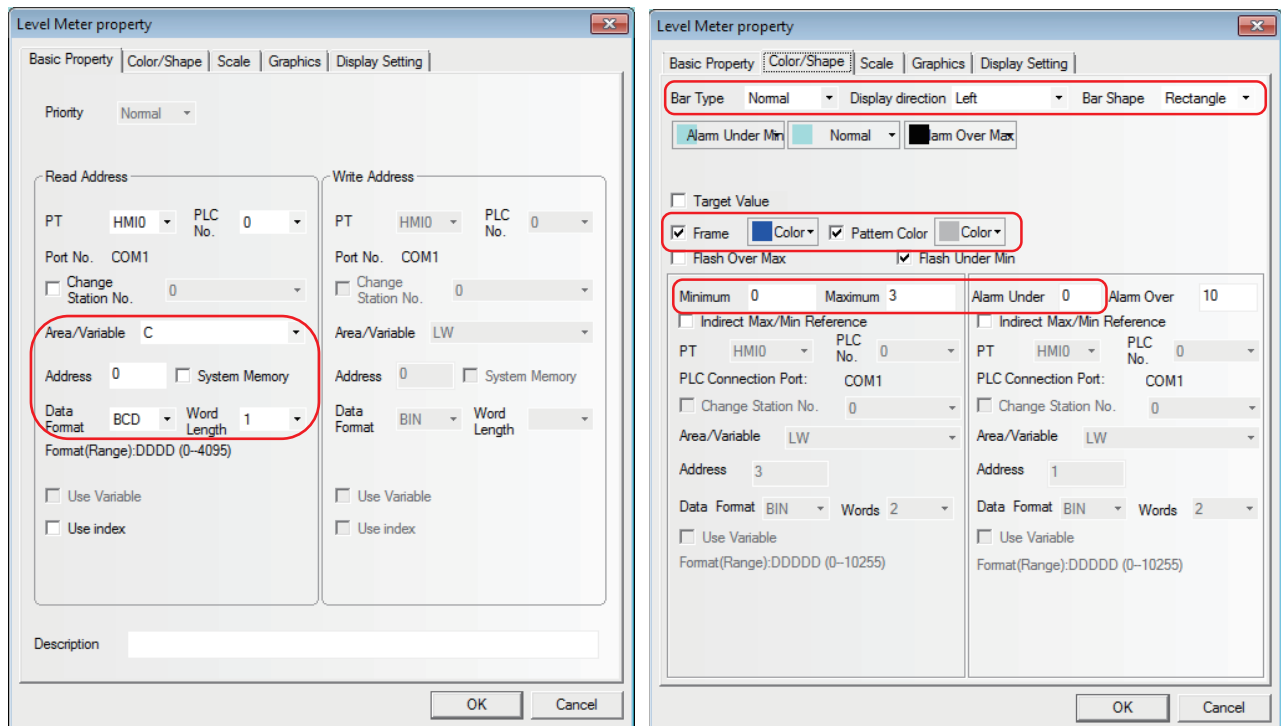 Level Meter property
Basic Property Color/Shape Scale Graphics Display Setting
Priority Normal
Read Address
PT HMI0 PLC No. 0
Port No. COM1
Change Station No. 0
Area/Variable C
Address 0 System Memory
Data Format BCD Word Length 1
Format(Range):DDDD (0--4095)
Use Variable
Use index
Write Address
PT HMI0 PLC No. 0
Port No. COM1
Change Station No. 0
Area/Variable LW
Address 0 System Memory
Data Format BIN Word Length
Use Variable
Use index
Description
OK Cancel
Level Meter property
Basic Property Color/Shape Scale Graphics Display Setting
Bar Type Normal Display direction Left Bar Shape Rectangle
Alarm Under Min Normal larm Over Max
Target Value
Frame Color Pattern Color Color
Flash Over Max Flash Under Min
Minimum 0 Maximum 3
Indirect Max/Min Reference
PT HMI0 PLC No. 0
PLC Connection Port: COM1
Change Station No. 0
Area/Variable LW
Address 3
Data Format BIN Words 2
Use Variable
Format(Range):DDDDD (0--10255)
Alarm Under 0 Alarm Over 10
Indirect Max/Min Reference
PT HMI0 PLC No. 0
PLC Connection Port: COM1
Change Station No. 0
Area/Variable LW
Address 1
Data Format BIN Words 2
Use Variable
Format(Range):DDDDD (0--10255)
OK Cancel